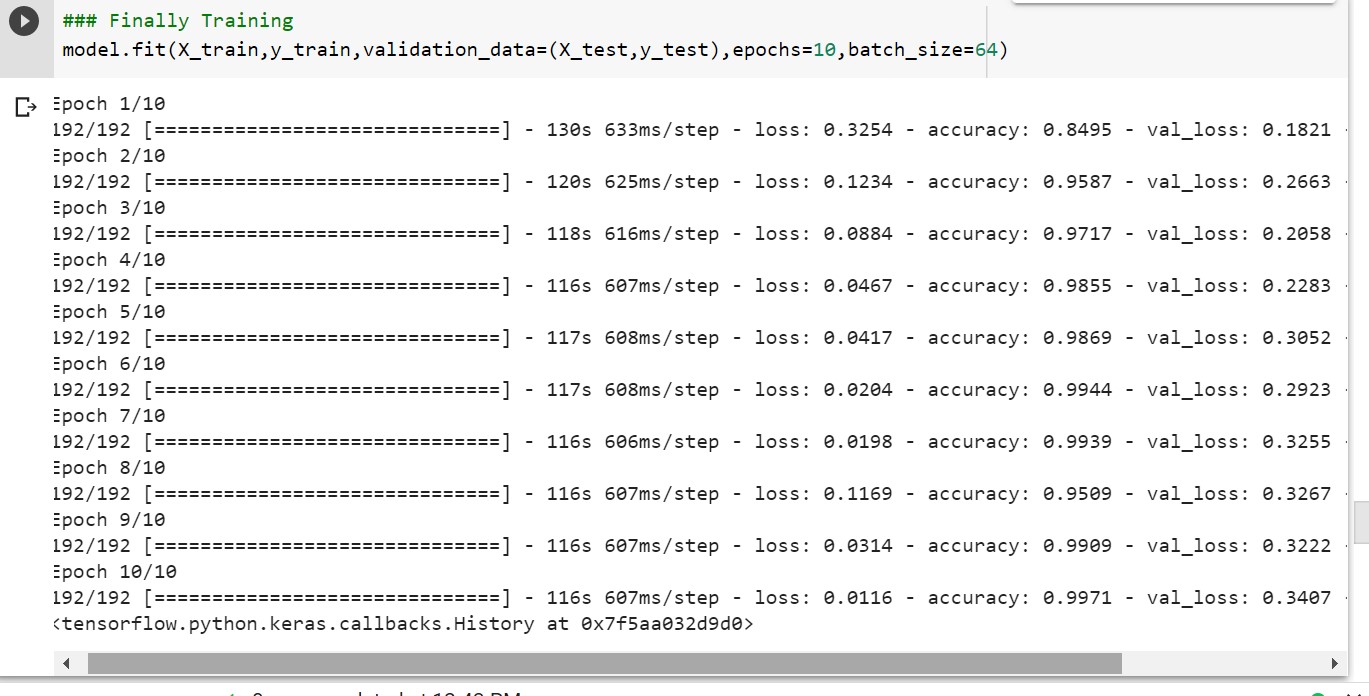 ### Finally Training
model.fit(X_train,y_train,validation_data=(X_test,y_test),epochs=10,batch_size=64)
Epoch 1/10
192/192 [==============================] - 130s 633ms/step - loss: 0.3254 - accuracy: 0.8495 - val_loss: 0.1821 -
Epoch 2/10
192/192 [==============================] - 120s 625ms/step - loss: 0.1234 - accuracy: 0.9587 - val_loss: 0.2663 -
Epoch 3/10
192/192 [==============================] - 118s 616ms/step - loss: 0.0884 - accuracy: 0.9717 - val_loss: 0.2058 -
Epoch 4/10
192/192 [==============================] - 116s 607ms/step - loss: 0.0467 - accuracy: 0.9855 - val_loss: 0.2283 -
Epoch 5/10
192/192 [==============================] - 117s 608ms/step - loss: 0.0417 - accuracy: 0.9869 - val_loss: 0.3052 -
Epoch 6/10
192/192 [==============================] - 117s 608ms/step - loss: 0.0204 - accuracy: 0.9944 - val_loss: 0.2923 -
Epoch 7/10
192/192 [==============================] - 116s 606ms/step - loss: 0.0198 - accuracy: 0.9939 - val_loss: 0.3255 -
Epoch 8/10
192/192 [==============================] - 116s 607ms/step - loss: 0.1169 - accuracy: 0.9509 - val_loss: 0.3267 -
Epoch 9/10
192/192 [==============================] - 116s 607ms/step - loss: 0.0314 - accuracy: 0.9909 - val_loss: 0.3222 -
Epoch 10/10
192/192 [==============================] - 116s 607ms/step - loss: 0.0116 - accuracy: 0.9971 - val_loss: 0.3407 -
<tensorflow.python.keras.callbacks.History at 0x7f5aa032d9d0>